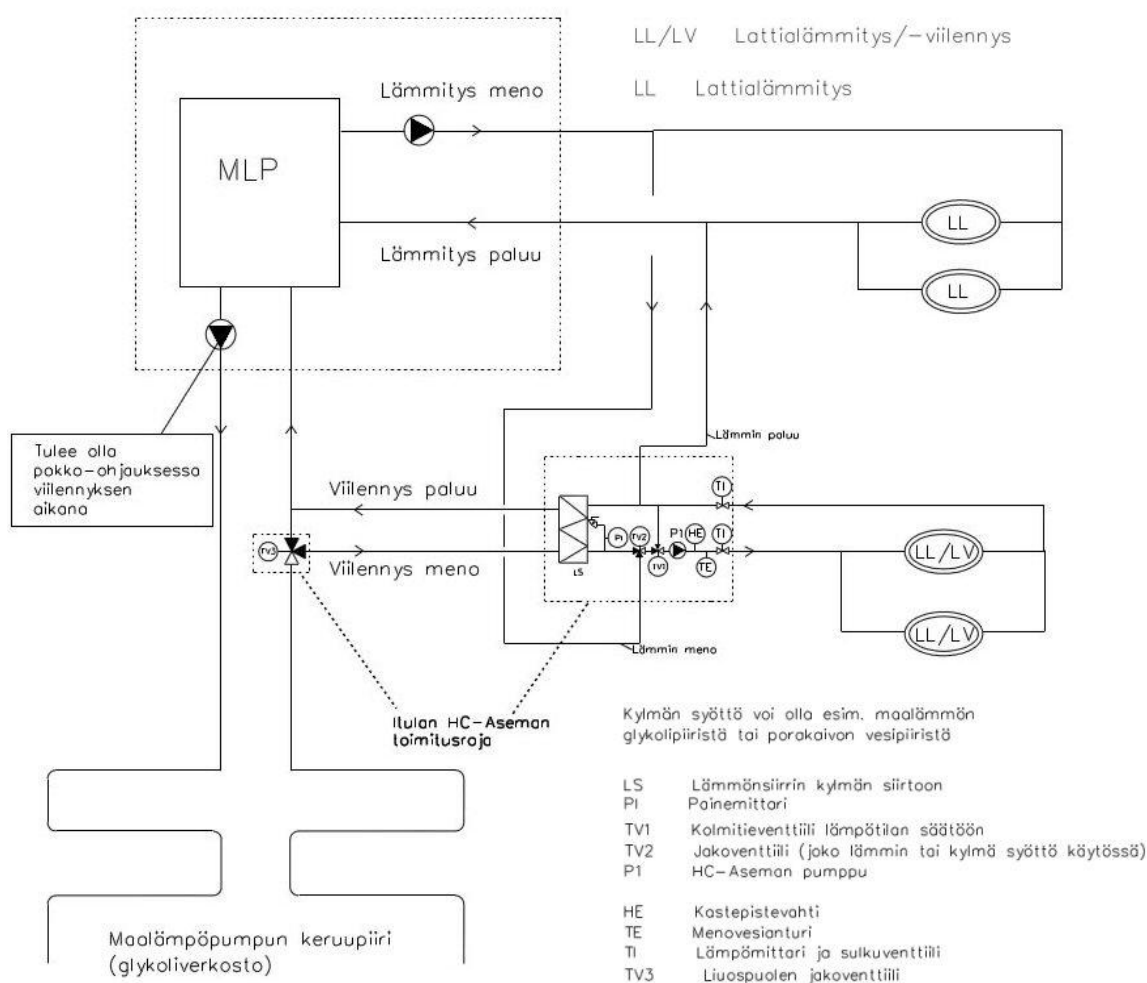 LL/LV Lattialämmitys/-viilennys
LL Lattialämmitys
Lämmitys meno
MLP
Lämmitys paluu
LL
LL
Tulee olla
pakko-ohjauksessa
viilennyksen
aikana
Lämmin paluu
Viilennys paluu
TI
PI
TV2
P1
HE
TI
TV3
Viilennys meno
LS
TV1
TE
LL/LV
LL/LV
Lämmin meno
Itulan HC-Aseman
toimitusraja
Kylmän syöttö voi olla esim. maalämmön
glykolipiiristä tai porakaivon vesipiiristä
LS Lämmönsiirrin kylmän siirtoon
PI Painemittari
TV1 Kolmitieventtiili lämpötilan säätöön
TV2 Jakoventtiili (joko lämmin tai kylmä syöttö käytössä)
P1 HC-Aseman pumppu
HE Kastepistevahti
TE Menovesianturi
TI Lämpömittari ja sulkuventtiili
TV3 Liuospuolen jakoventtiili
Maalämpöpumpun keruupiiri
(glykoliverkosto)